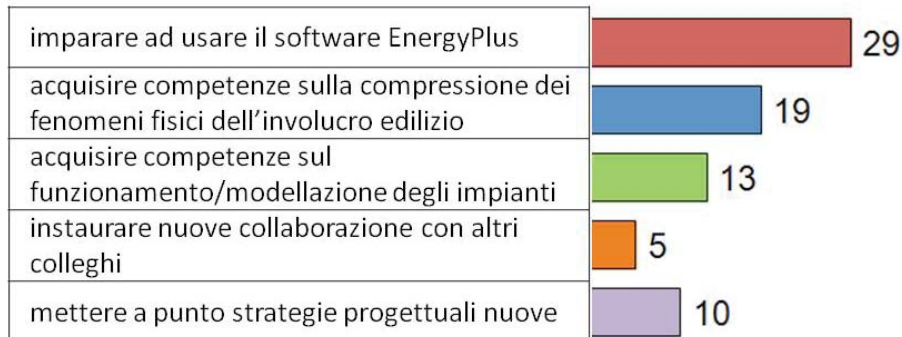 imparare ad usare il software EnergyPlus
29
acquisire competenze sulla compressione dei
fenomeni fisici dell'involucro edilizio
19
acquisire competenze sul
funzionamento/modellazione degli impianti
13
instaurare nuove collaborazione con altri
colleghi
5
mettere a punto strategie progettuali nuove
10